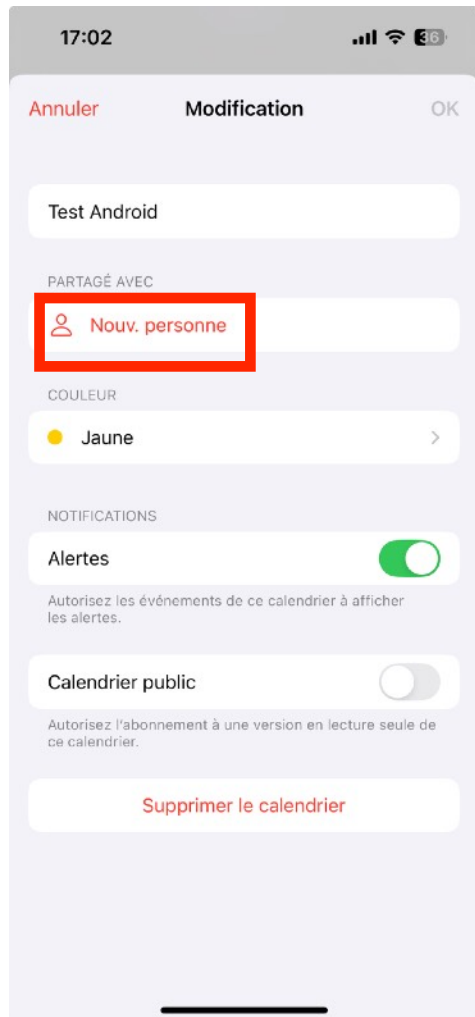 17:02
36
Annuler Modification OK
Test Android
PARTAGÉ AVEC
Nouv. personne
COULEUR
Jaune
NOTIFICATIONS
Alertes
Autorisez les événements de ce calendrier à afficher
les alertes.
Calendrier public
Autorisez l'abonnement à une version en lecture seule de
ce calendrier.
Supprimer le calendrier